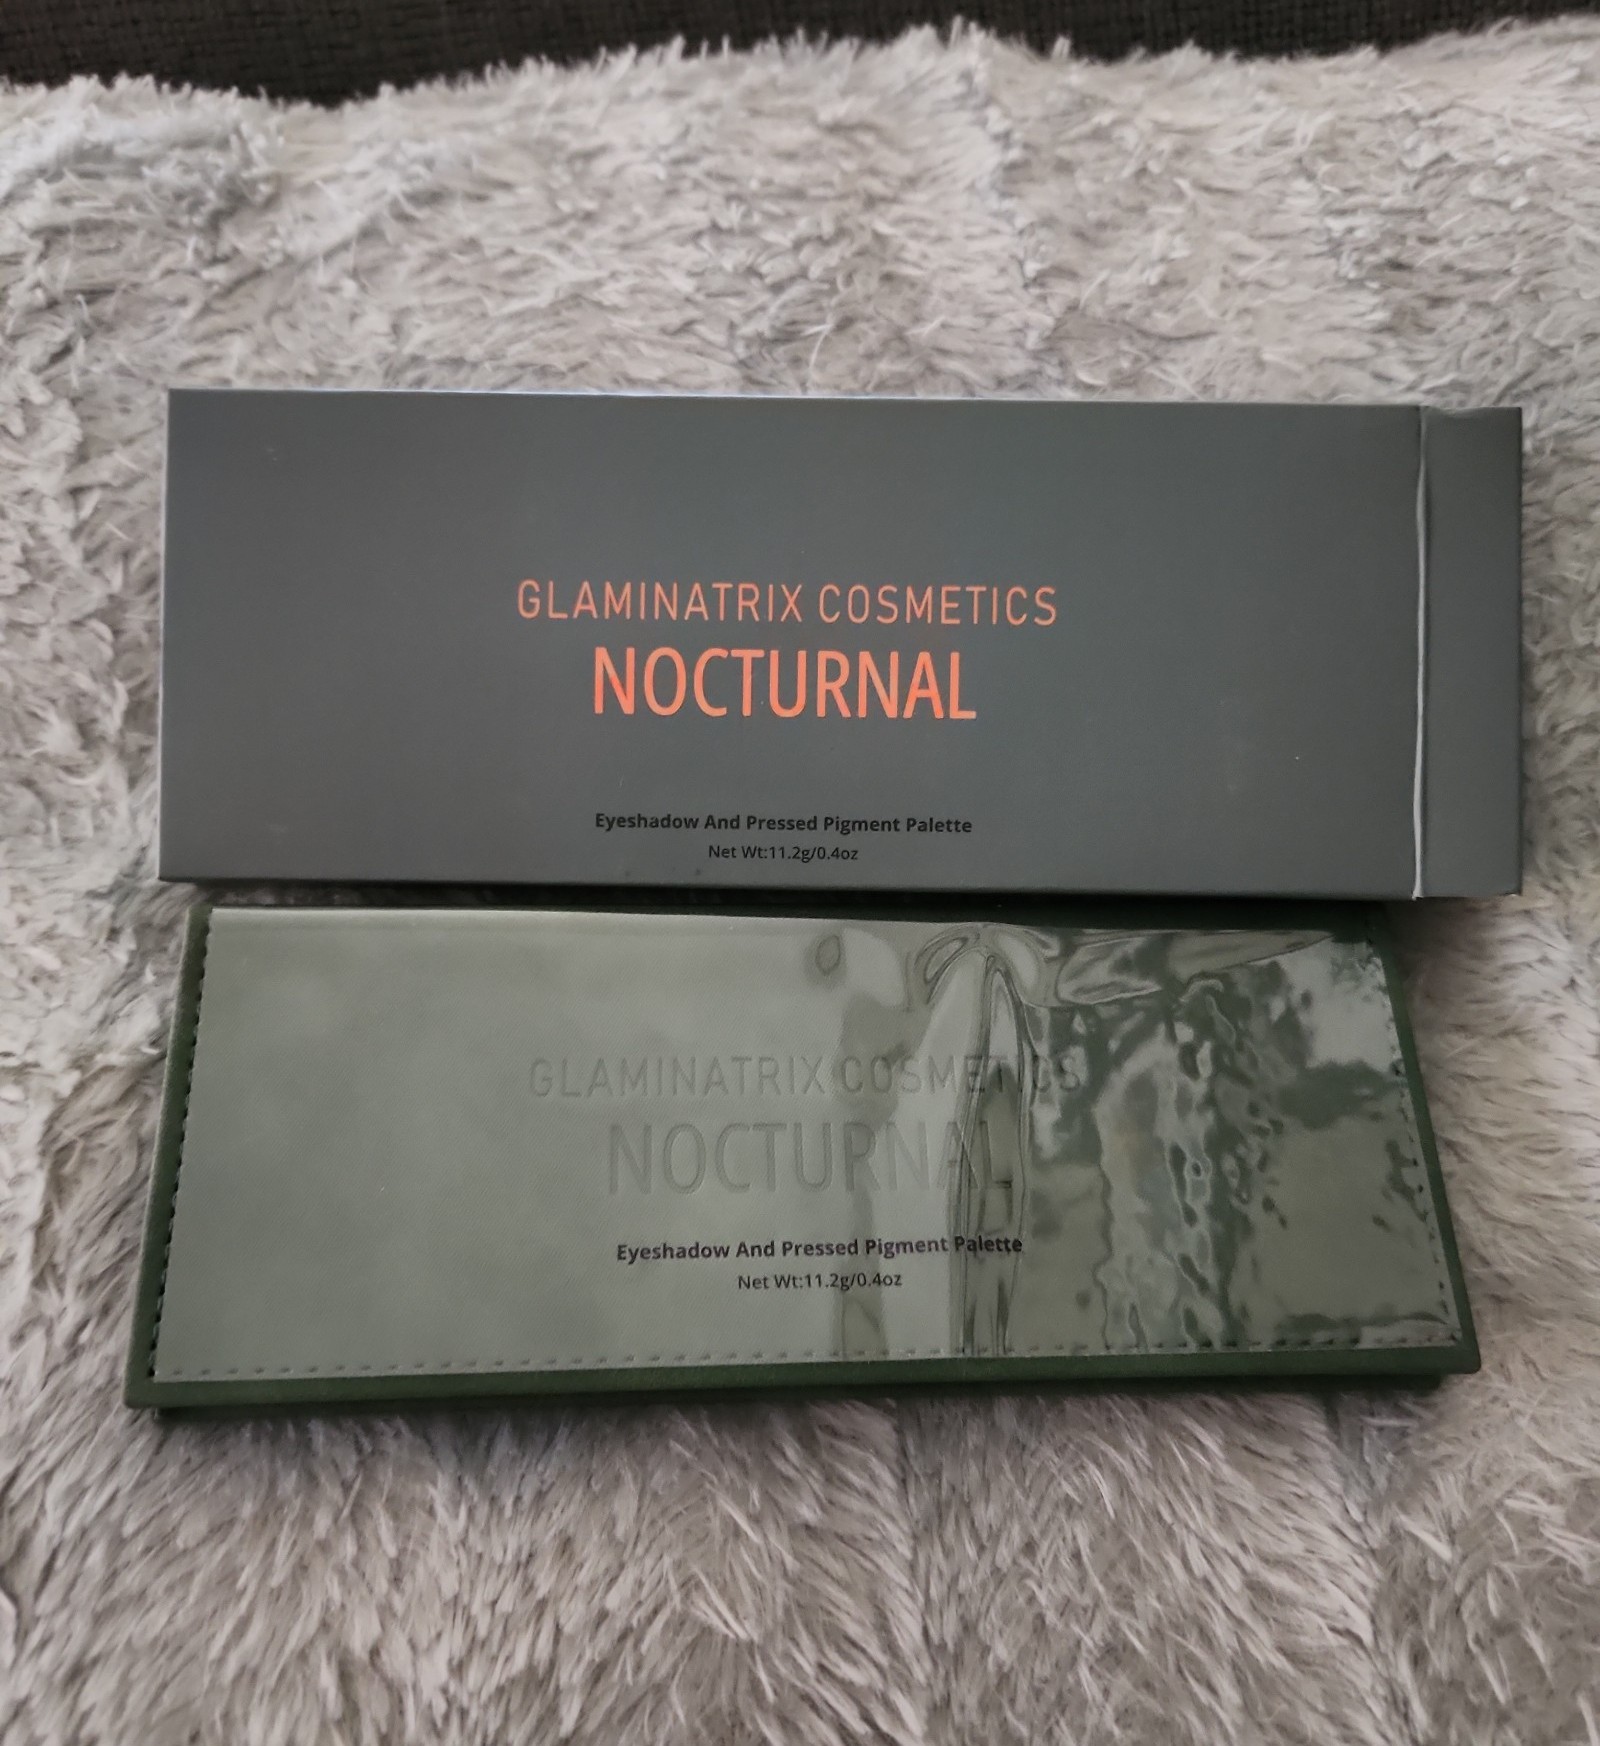 GLAMINATRIX COSMETICS
NOCTURNAL
Eyeshadow And Pressed Pigment Palette
Net Wt:11.2g/0.4oz
GLAMINATRIX COSMETICS
NOCTURNAL
Eyeshadow And Pressed Pigment Palette
Net Wt:11.2g/0.4oz